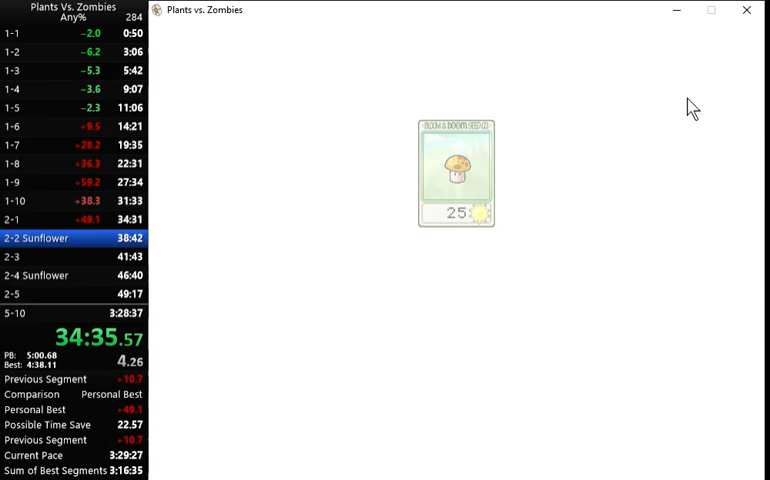 Plants Vs. Zombies
Any% 284
1-1 −2.0 0:50
1-2 −6.2 3:06
1-3 −5.3 5:42
1-4 −3.6 9:07
1-5 −2.3 11:06
1-6 +9.5 14:21
1-7 +28.2 19:35
1-8 +36.3 22:31
1-9 +59.2 27:34
1-10 +38.3 31:33
2-1 +49.1 34:31
2-2 Sunflower 38:42
2-3 41:43
2-4 Sunflower 46:40
2-5 49:17
5-10 3:28:37
34:35.57
PB: 5:00.68
Best: 4:38.11 4.26
Previous Segment +10.7
Comparison Personal Best
Personal Best +49.1
Possible Time Save 22.57
Previous Segment +10.7
Current Pace 3:29:27
Sum of Best Segments 3:16:35
Plants vs. Zombies
BLOOM & DOOM SEED CO
25